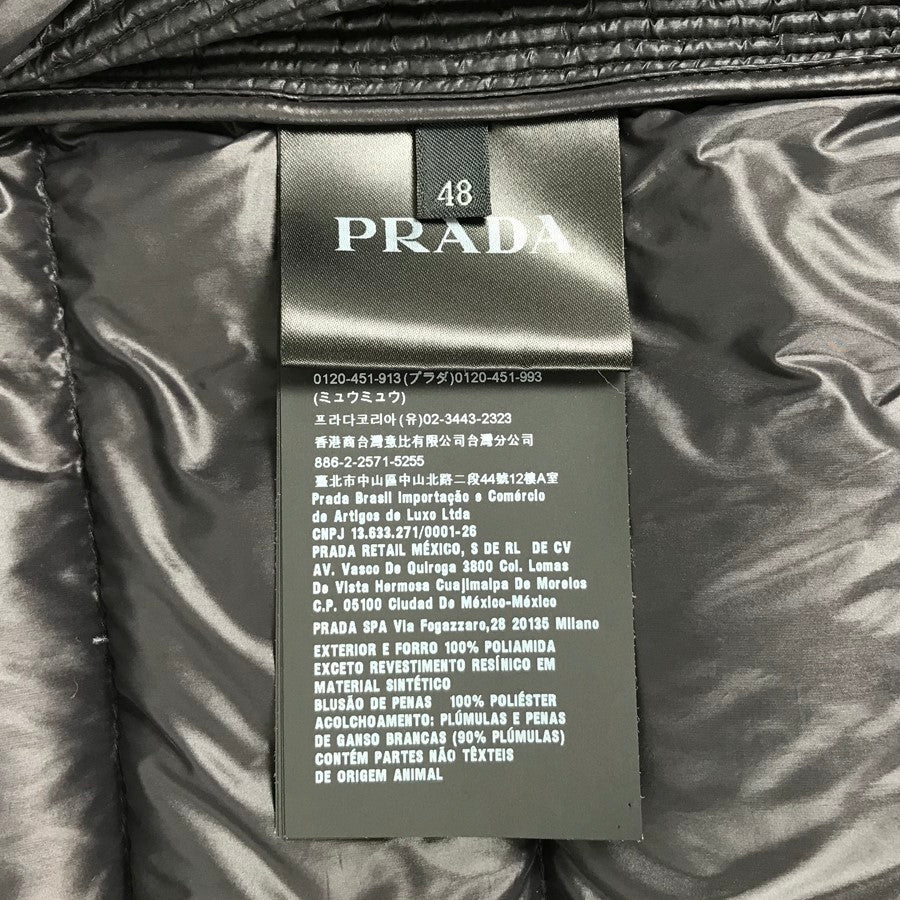 48
PRADA
0120-451-913(プラダ)0120-451-993
(ミュウミュウ)
프라다코리아(유)02-3443-2323
香港商台灣意比有限公司台灣分公司
886-2-2571-5255
臺北市中山區中山北路二段44號12樓A室
Prada Brasil Importação e Comércio
de Artigos de Luxo Ltda
CNPJ 13.633.271/0001-26
PRADA RETAIL MÉXICO, S DE RL DE CV
AV. Vasco De Quiroga 3800 Col. Lomas
De Vista Hermosa Cuajimalpa De Morelos
C.P. 05100 Ciudad De México-México
PRADA SPA Via Fogazzaro,28 20135 Milano
EXTERIOR E FORRO 100% POLIAMIDA
EXCETO REVESTIMENTO RESÍNICO EM
MATERIAL SINTÉTICO
BLUSÃO DE PENAS 100% POLIÉSTER
ACOLCHOAMENTO: PLÚMULAS E PENAS
DE GANSO BRANCAS (90% PLÚMULAS)
CONTÉM PARTES NÃO TÊXTEIS
DE ORIGEM ANIMAL